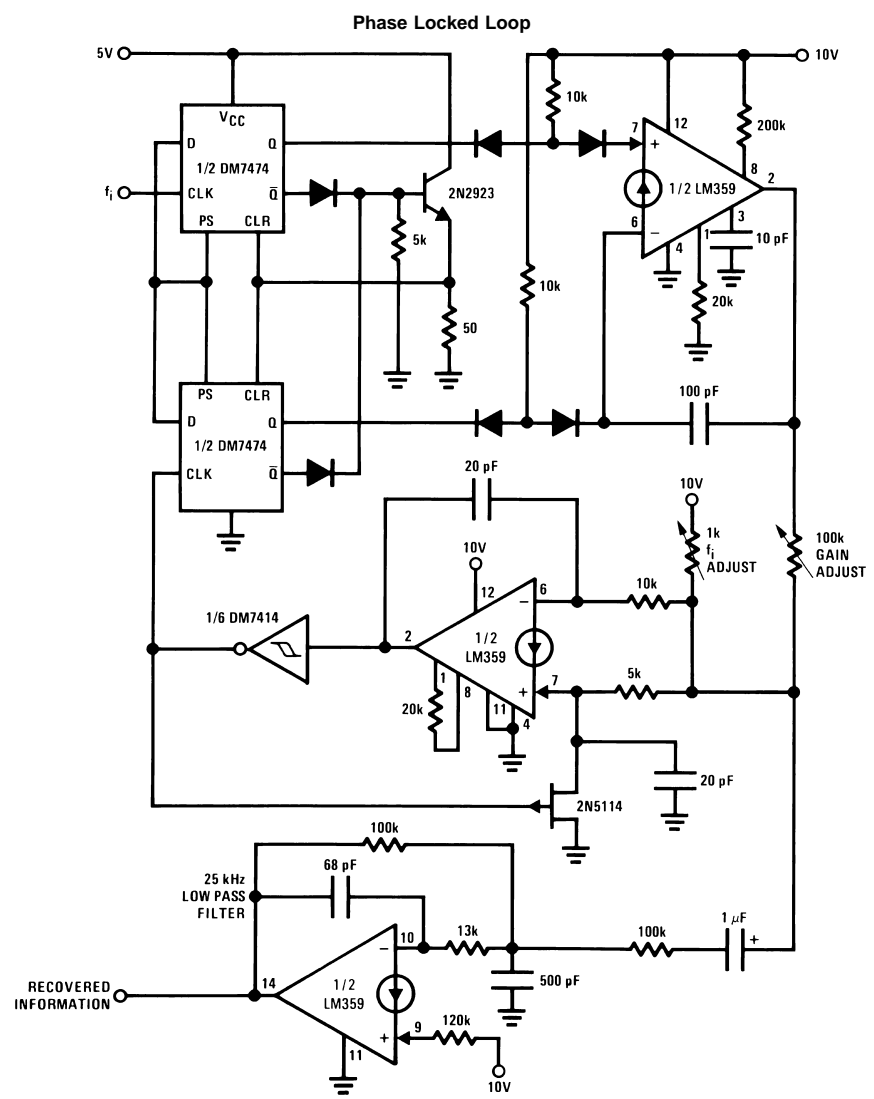 Phase Locked Loop
5V
10V
VCC
D
Q
1/2 DM7474
fi
CLK
Q̅
PS
CLR
2N2923
5k
50
10k
10k
7
+
12
200k
8
2
1/2 LM359
6
−
4
1
3
10 pF
20k
100 pF
PS
CLR
D
Q
1/2 DM7474
CLK
Q̅
20 pF
10V
1k
fi
ADJUST
100k
GAIN
ADJUST
10V
12
−
6
10k
1/6 DM7414
2
1/2
LM359
+
7
5k
1
8
11
4
20k
20 pF
2N5114
100k
68 pF
25 kHz
LOW PASS
FILTER
10
−
13k
100k
1 μF
+
500 pF
RECOVERED
INFORMATION
14
1/2
LM359
+
9
120k
11
10V